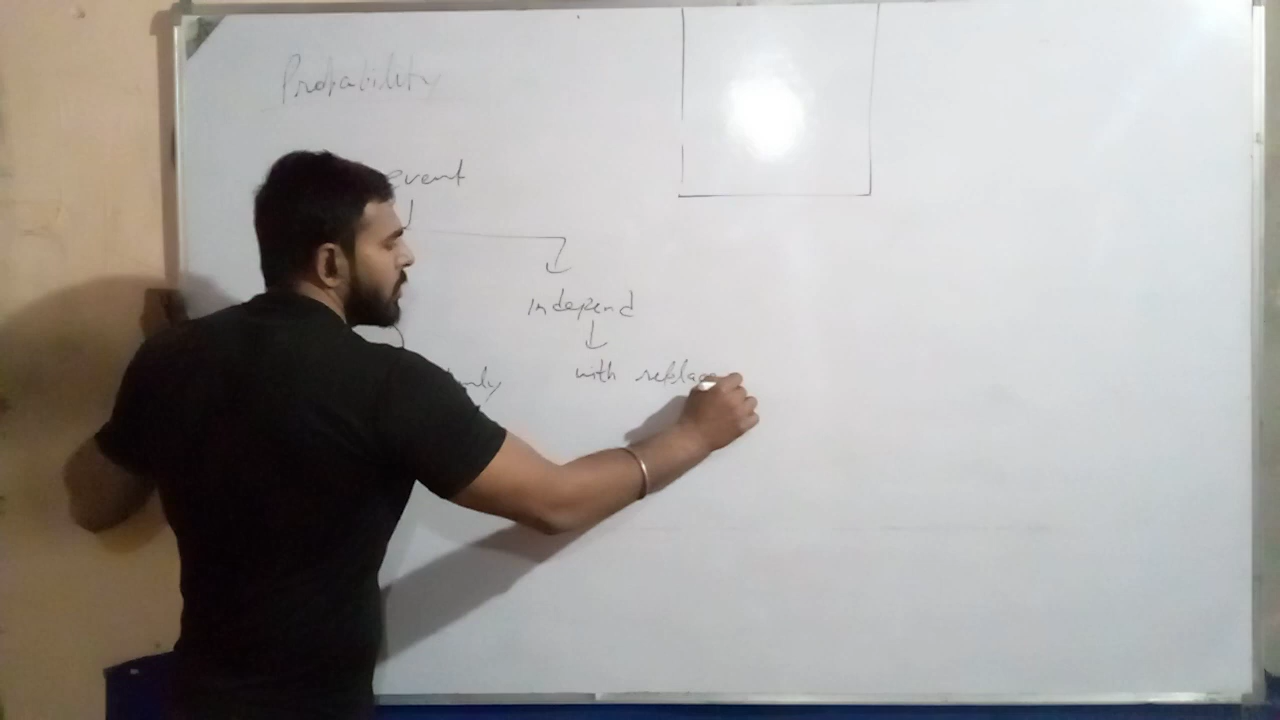 Probability
event
Independ
with replace